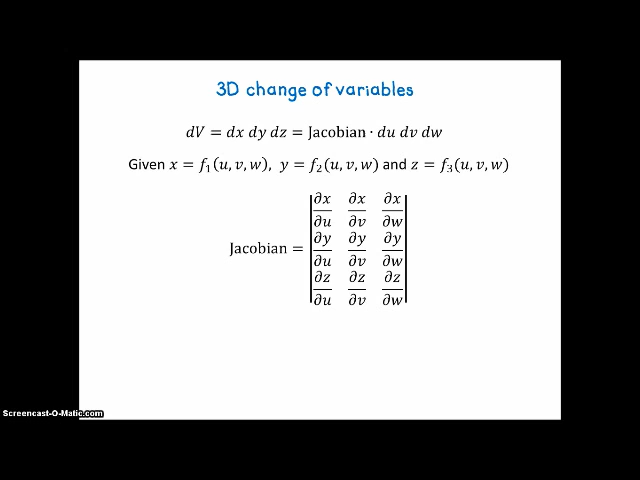 3D change of variables
dV = dx dy dz = Jacobian · du dv dw
Given x = f₁(u, v, w), y = f₂(u, v, w) and z = f₃(u, v, w)
∂x ∂x ∂x
∂u ∂v ∂w
∂y ∂y ∂y
Jacobian =
∂u ∂v ∂w
∂z ∂z ∂z
∂u ∂v ∂w
Screencast-O-Matic.com